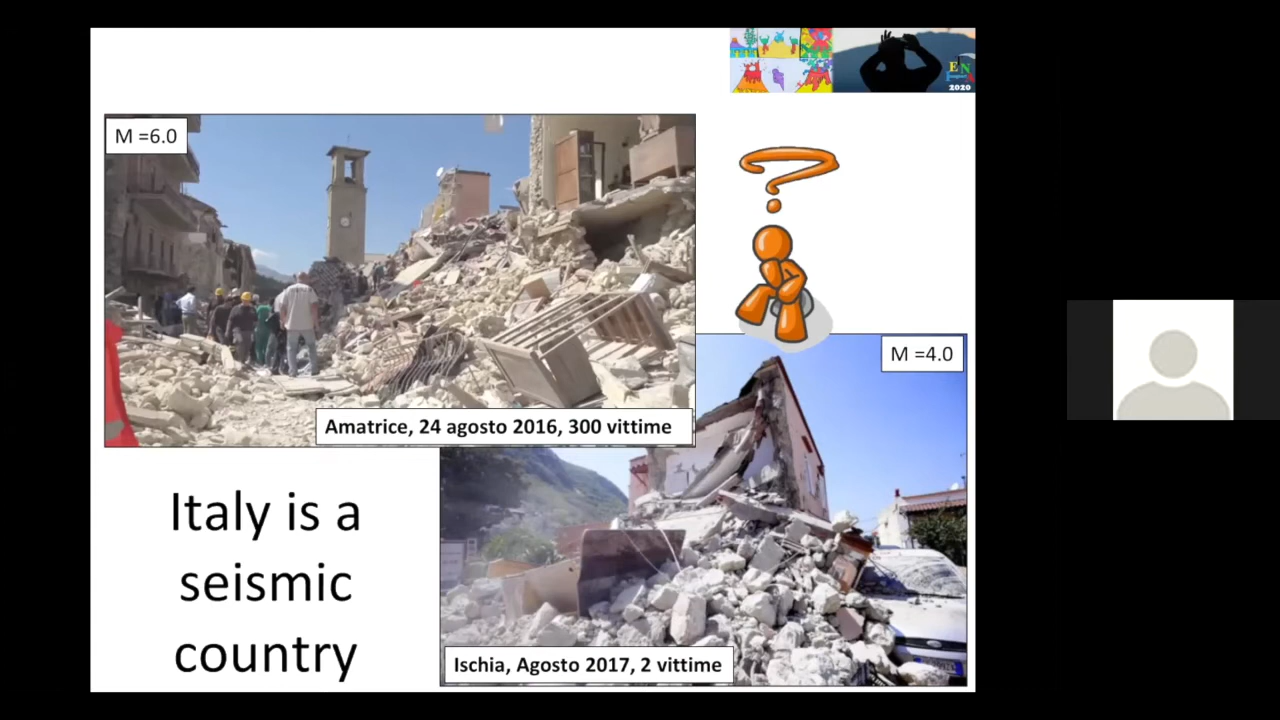 M =6.0
Amatrice, 24 agosto 2016, 300 vittime
M =4.0
Italy is a
seismic
country
Ischia, Agosto 2017, 2 vittime
2020